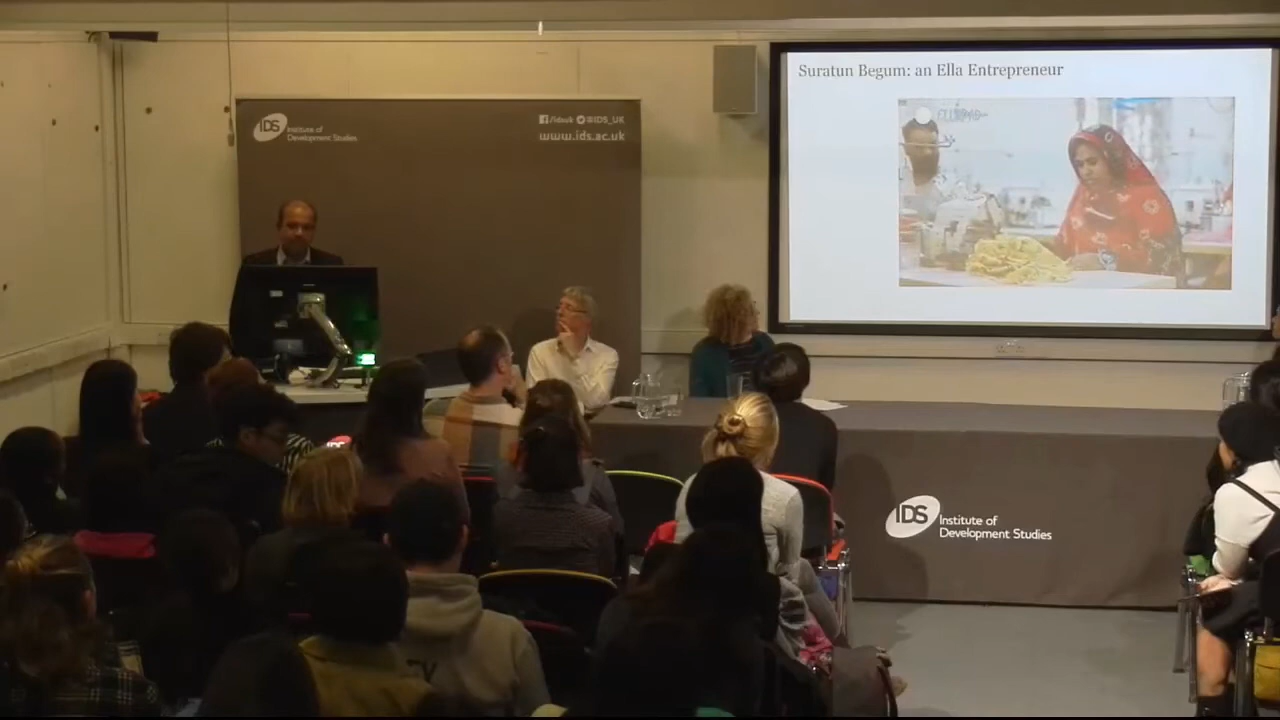 IDS
Institute of
Development Studies
/idsuk @IDS_UK
www.ids.ac.uk
Suratun Begum: an Ella Entrepreneur
IDS
IDS
Institute of
Development Studies